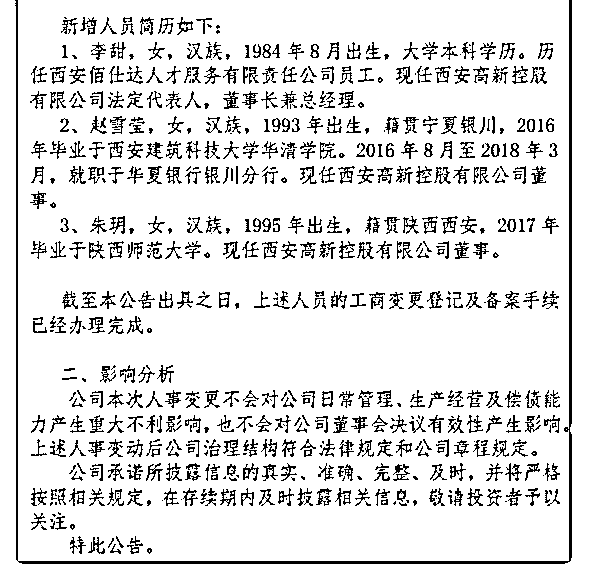 新增人员简历如下：
1、李甜，女，汉族，1984 年 8 月出生，大学本科学历。历
任西安佰仕达人才服务有限责任公司员工。现任西安高新控股
有限公司法定代表人，董事长兼总经理。
2、赵雪莹，女，汉族，1993 年出生，籍贯宁夏银川，2016
年毕业于西安建筑科技大学华清学院。2016 年 8 月至 2018 年 3
月，就职于华夏银行银川分行。现任西安高新控股有限公司董
事。
3、朱玥，女，汉族，1995 年出生，籍贯陕西西安，2017 年
毕业于陕西师范大学。现任西安高新控股有限公司董事。
截至本公告出具之日，上述人员的工商变更登记及备案手续
已经办理完成。
二、影响分析
公司本次人事变更不会对公司日常管理、生产经营及偿债能
力产生重大不利影响，也不会对公司董事会决议有效性产生影响。
上述人事变动后公司治理结构符合法律规定和公司章程规定。
公司承诺所披露信息的真实、准确、完整、及时，并将严格
按照相关规定，在存续期内及时披露相关信息，敬请投资者予以
关注。
特此公告。